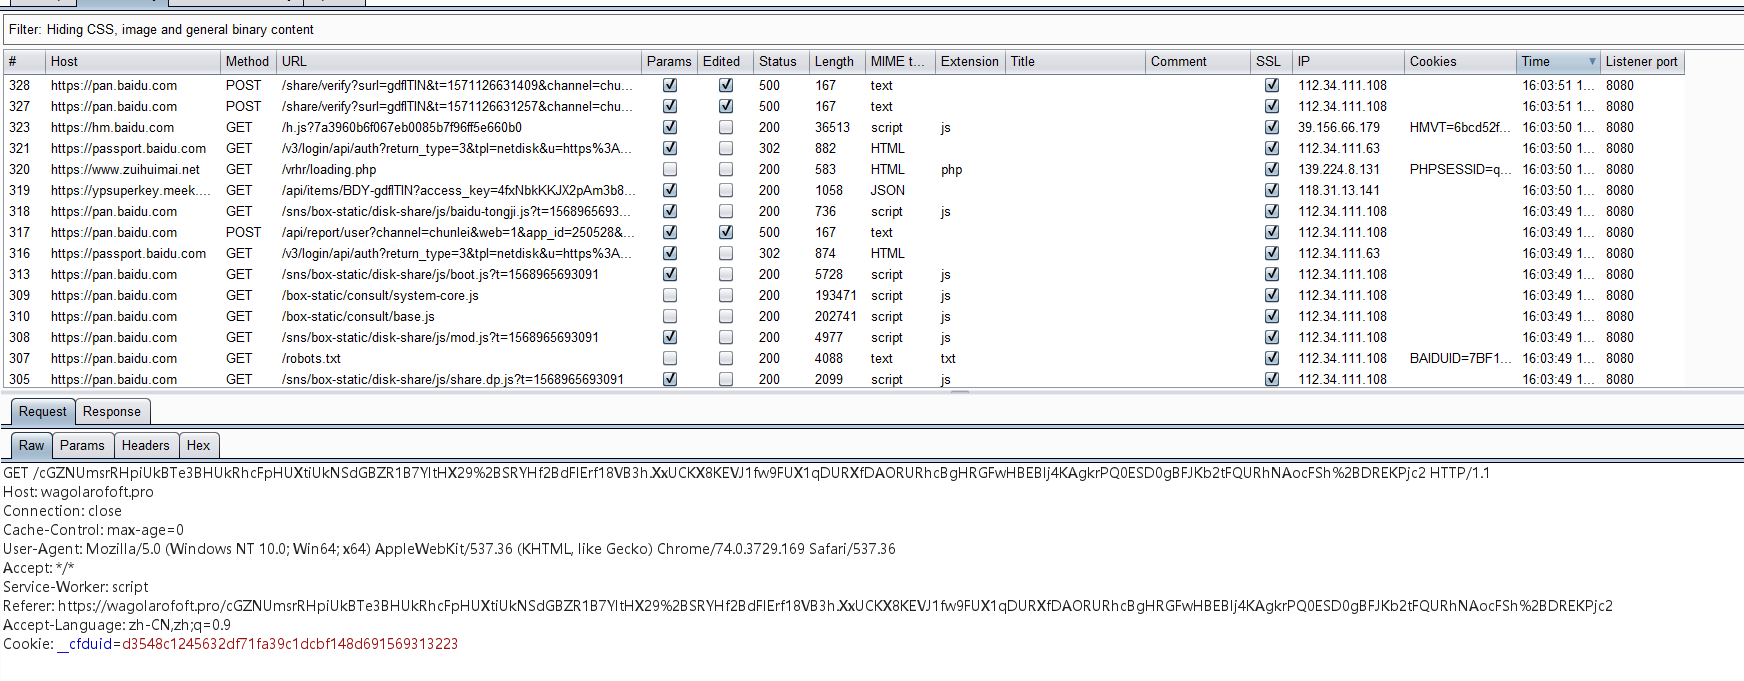 Filter: Hiding CSS, image and general binary content
# Host Method URL Params Edited Status Length MIME t... Extension Title Comment SSL IP Cookies Time Listener port
328 https://pan.baidu.com POST /share/verify?surl=gdflTlN&t=1571126631409&channel=chu... 500 167 text 112.34.111.108 16:03:51 1... 8080
327 https://pan.baidu.com POST /share/verify?surl=gdflTlN&t=1571126631257&channel=chu... 500 167 text 112.34.111.108 16:03:51 1... 8080
323 https://hm.baidu.com GET /h.js?7a3960b6f067eb0085b7f96ff5e660b0 200 36513 script js 39.156.66.179 HMVT=6bcd52f... 16:03:50 1... 8080
321 https://passport.baidu.com GET /v3/login/api/auth?return_type=3&tpl=netdisk&u=https%3A... 302 882 HTML 112.34.111.63 16:03:50 1... 8080
320 https://www.zuihuimai.net GET /vrhr/loading.php 200 583 HTML php 139.224.8.131 PHPSESSID=q... 16:03:50 1... 8080
319 https://ypsuperkey.meek.... GET /api/items/BDY-gdflTlN?access_key=4fxNbkKKJX2pAm3b8... 200 1058 JSON 118.31.13.141 16:03:50 1... 8080
318 https://pan.baidu.com GET /sns/box-static/disk-share/js/baidu-tongji.js?t=1568965693... 200 736 script js 112.34.111.108 16:03:49 1... 8080
317 https://pan.baidu.com POST /api/report/user?channel=chunlei&web=1&app_id=250528&... 500 167 text 112.34.111.108 16:03:49 1... 8080
316 https://passport.baidu.com GET /v3/login/api/auth?return_type=3&tpl=netdisk&u=https%3A... 302 874 HTML 112.34.111.63 16:03:49 1... 8080
313 https://pan.baidu.com GET /sns/box-static/disk-share/js/boot.js?t=1568965693091 200 5728 script js 112.34.111.108 16:03:49 1... 8080
309 https://pan.baidu.com GET /box-static/consult/system-core.js 200 193471 script js 112.34.111.108 16:03:49 1... 8080
310 https://pan.baidu.com GET /box-static/consult/base.js 200 202741 script js 112.34.111.108 16:03:49 1... 8080
308 https://pan.baidu.com GET /sns/box-static/disk-share/js/mod.js?t=1568965693091 200 4977 script js 112.34.111.108 16:03:49 1... 8080
307 https://pan.baidu.com GET /robots.txt 200 4088 text txt 112.34.111.108 BAIDUID=7BF1... 16:03:49 1... 8080
305 https://pan.baidu.com GET /sns/box-static/disk-share/js/share.dp.js?t=1568965693091 200 2099 script js 112.34.111.108 16:03:49 1... 8080
Request Response
Raw Params Headers Hex
GET /cGZNUmsrRHpiUkBTe3BHUkRhcFpHUXtiUkNSdGBZR1B7YltHX29%2BSRYHf2BdFlErf18VB3h.XxUCKX8KEVJ1fw9FUX1qDURXfDAORURhcBgHRGFwHBEBIj4KAgkrPQ0ESD0gBFJKb2tFQURhNAocFSh%2BDREKPjc2 HTTP/1.1
Host: wagolarofoft.pro
Connection: close
Cache-Control: max-age=0
User-Agent: Mozilla/5.0 (Windows NT 10.0; Win64; x64) AppleWebKit/537.36 (KHTML, like Gecko) Chrome/74.0.3729.169 Safari/537.36
Accept: */*
Service-Worker: script
Referer: https://wagolarofoft.pro/cGZNUmsrRHpiUkBTe3BHUkRhcFpHUXtiUkNSdGBZR1B7YltHX29%2BSRYHf2BdFlErf18VB3h.XxUCKX8KEVJ1fw9FUX1qDURXfDAORURhcBgHRGFwHBEBIj4KAgkrPQ0ESD0gBFJKb2tFQURhNAocFSh%2BDREKPjc2
Accept-Language: zh-CN,zh;q=0.9
Cookie: __cfduid=d3548c1245632df71fa39c1dcbf148d691569313223